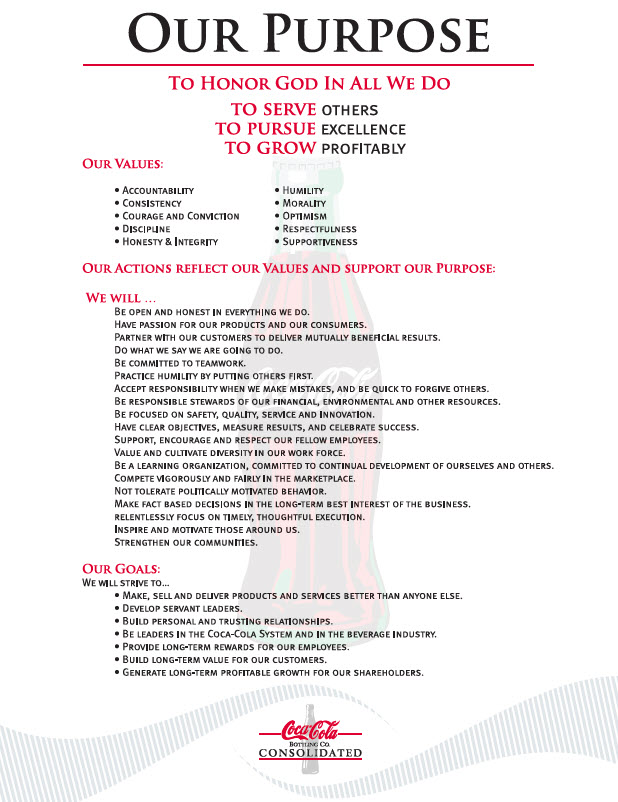 OUR PURPOSE
TO HONOR GOD IN ALL WE DO
TO SERVE OTHERS
TO PURSUE EXCELLENCE
TO GROW PROFITABLY
OUR VALUES:
• ACCOUNTABILITY
• CONSISTENCY
• COURAGE AND CONVICTION
• DISCIPLINE
• HONESTY & INTEGRITY
• HUMILITY
• MORALITY
• OPTIMISM
• RESPECTFULNESS
• SUPPORTIVENESS
OUR ACTIONS REFLECT OUR VALUES AND SUPPORT OUR PURPOSE:
WE WILL ...
BE OPEN AND HONEST IN EVERYTHING WE DO.
HAVE PASSION FOR OUR PRODUCTS AND OUR CONSUMERS.
PARTNER WITH OUR CUSTOMERS TO DELIVER MUTUALLY BENEFICIAL RESULTS.
DO WHAT WE SAY WE ARE GOING TO DO.
BE COMMITTED TO TEAMWORK.
PRACTICE HUMILITY BY PUTTING OTHERS FIRST.
ACCEPT RESPONSIBILITY WHEN WE MAKE MISTAKES, AND BE QUICK TO FORGIVE OTHERS.
BE RESPONSIBLE STEWARDS OF OUR FINANCIAL, ENVIRONMENTAL AND OTHER RESOURCES.
BE FOCUSED ON SAFETY, QUALITY, SERVICE AND INNOVATION.
HAVE CLEAR OBJECTIVES, MEASURE RESULTS, AND CELEBRATE SUCCESS.
SUPPORT, ENCOURAGE AND RESPECT OUR FELLOW EMPLOYEES.
VALUE AND CULTIVATE DIVERSITY IN OUR WORK FORCE.
BE A LEARNING ORGANIZATION, COMMITTED TO CONTINUAL DEVELOPMENT OF OURSELVES AND OTHERS.
COMPETE VIGOROUSLY AND FAIRLY IN THE MARKETPLACE.
NOT TOLERATE POLITICALLY MOTIVATED BEHAVIOR.
MAKE FACT BASED DECISIONS IN THE LONG-TERM BEST INTEREST OF THE BUSINESS.
RELENTLESSLY FOCUS ON TIMELY, THOUGHTFUL EXECUTION.
INSPIRE AND MOTIVATE THOSE AROUND US.
STRENGTHEN OUR COMMUNITIES.
OUR GOALS:
WE WILL STRIVE TO...
• MAKE, SELL AND DELIVER PRODUCTS AND SERVICES BETTER THAN ANYONE ELSE.
• DEVELOP SERVANT LEADERS.
• BUILD PERSONAL AND TRUSTING RELATIONSHIPS.
• BE LEADERS IN THE COCA-COLA SYSTEM AND IN THE BEVERAGE INDUSTRY.
• PROVIDE LONG-TERM REWARDS FOR OUR EMPLOYEES.
• BUILD LONG-TERM VALUE FOR OUR CUSTOMERS.
• GENERATE LONG-TERM PROFITABLE GROWTH FOR OUR SHAREHOLDERS.
Coca-Cola
BOTTLING CO.
CONSOLIDATED